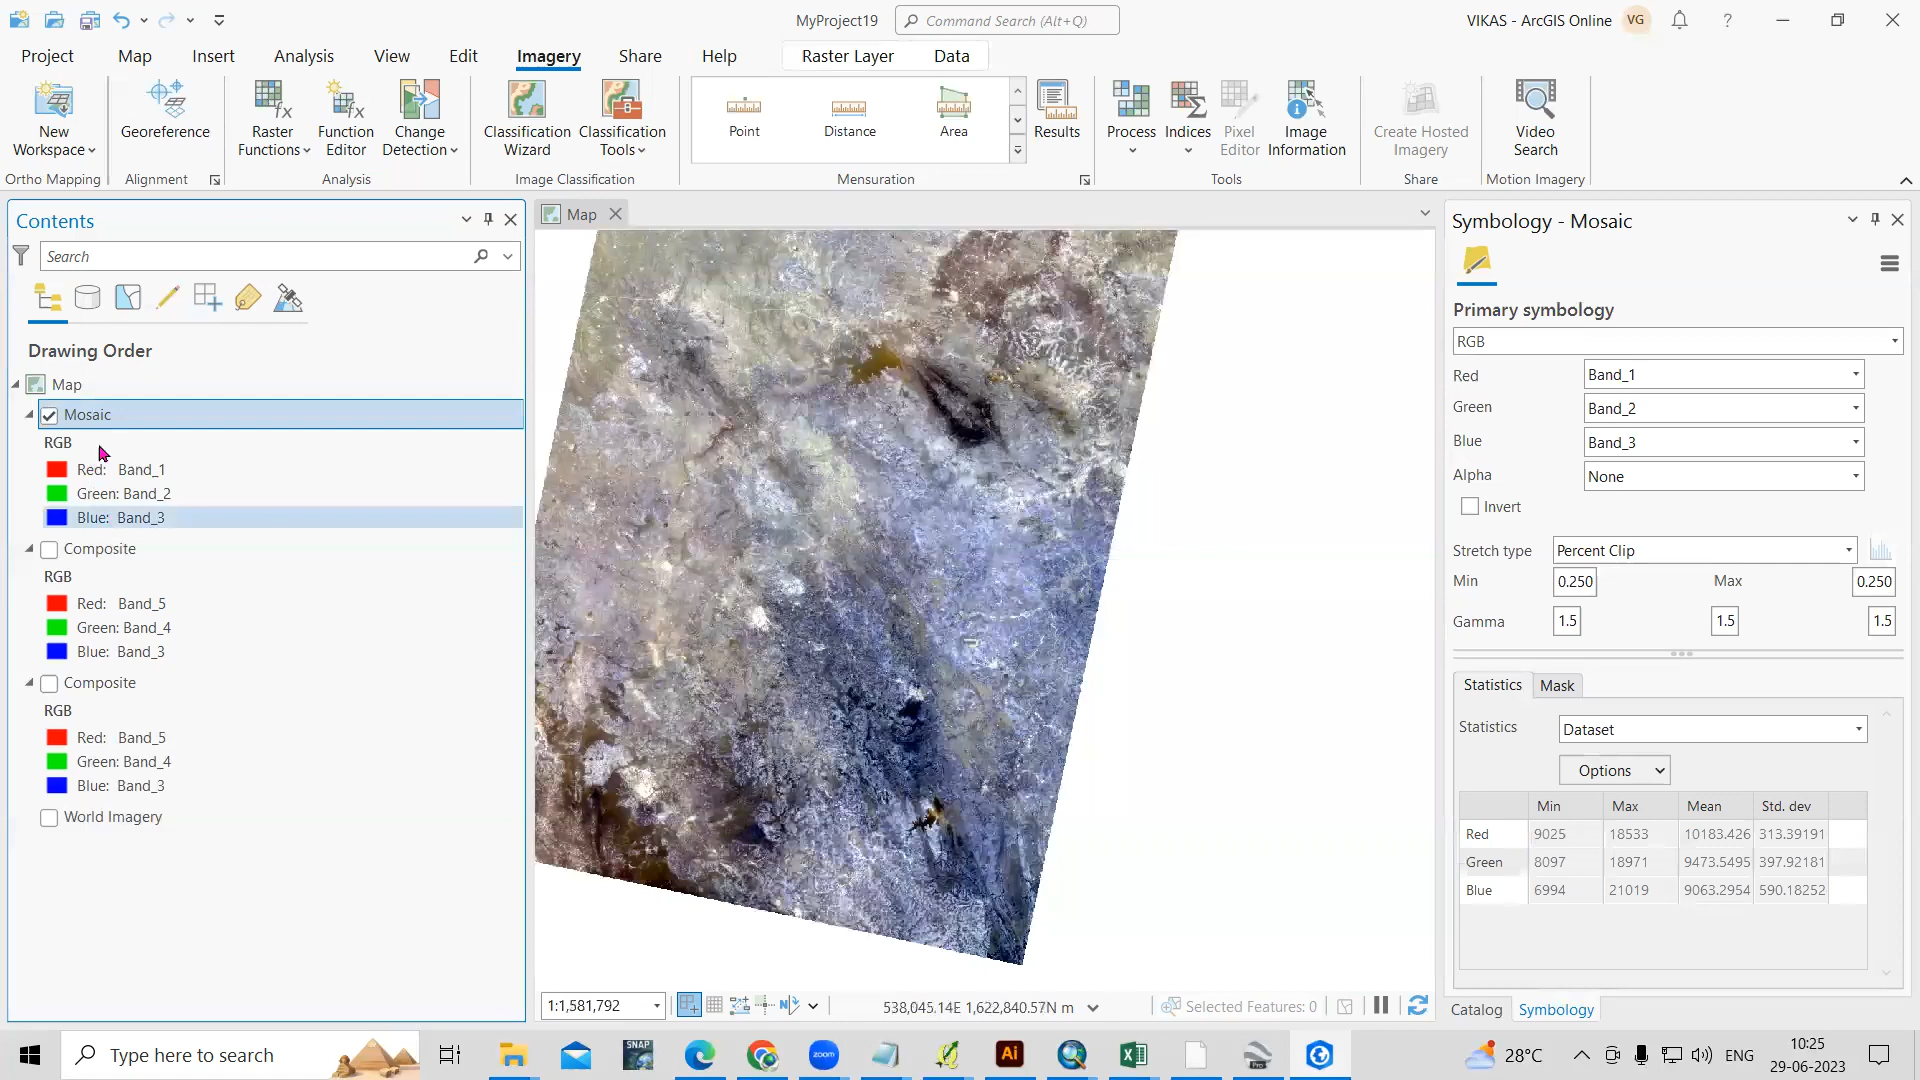 MyProject19
Command Search (Alt+Q)
VIKAS - ArcGIS Online
VG
?
Project
Map
Insert
Analysis
View
Edit
Imagery
Share
Help
Raster Layer
Data
New Workspace
Georeference
Raster Functions
Function Editor
Change Detection
Classification Wizard
Classification Tools
Point
Distance
Area
Results
Process
Indices
Pixel Editor
Image Information
Create Hosted Imagery
Video Search
Ortho Mapping
Alignment
Analysis
Image Classification
Mensuration
Tools
Share
Motion Imagery
Contents
Search
Drawing Order
Map
Mosaic
RGB
Red: Band_1
Green: Band_2
Blue: Band_3
Composite
RGB
Red: Band_5
Green: Band_4
Blue: Band_3
Composite
RGB
Red: Band_5
Green: Band_4
Blue: Band_3
World Imagery
Map
1:1,581,792
538,045.14E 1,622,840.57N m
Selected Features: 0
Symbology - Mosaic
Primary symbology
RGB
Red Band_1
Green Band_2
Blue Band_3
Alpha None
Invert
Stretch type Percent Clip
Min 0.250 Max 0.250
Gamma 1.5 1.5 1.5
Statistics Mask
Statistics Dataset
Options
Min Max Mean Std. dev
Red 9025 18533 10183.426 313.39191
Green 8097 18971 9473.5495 397.92181
Blue 6994 21019 9063.2954 590.18252
Catalog Symbology
Type here to search
SNAP
zoom
Ai
Pro
28°C
ENG
10:25
29-06-2023